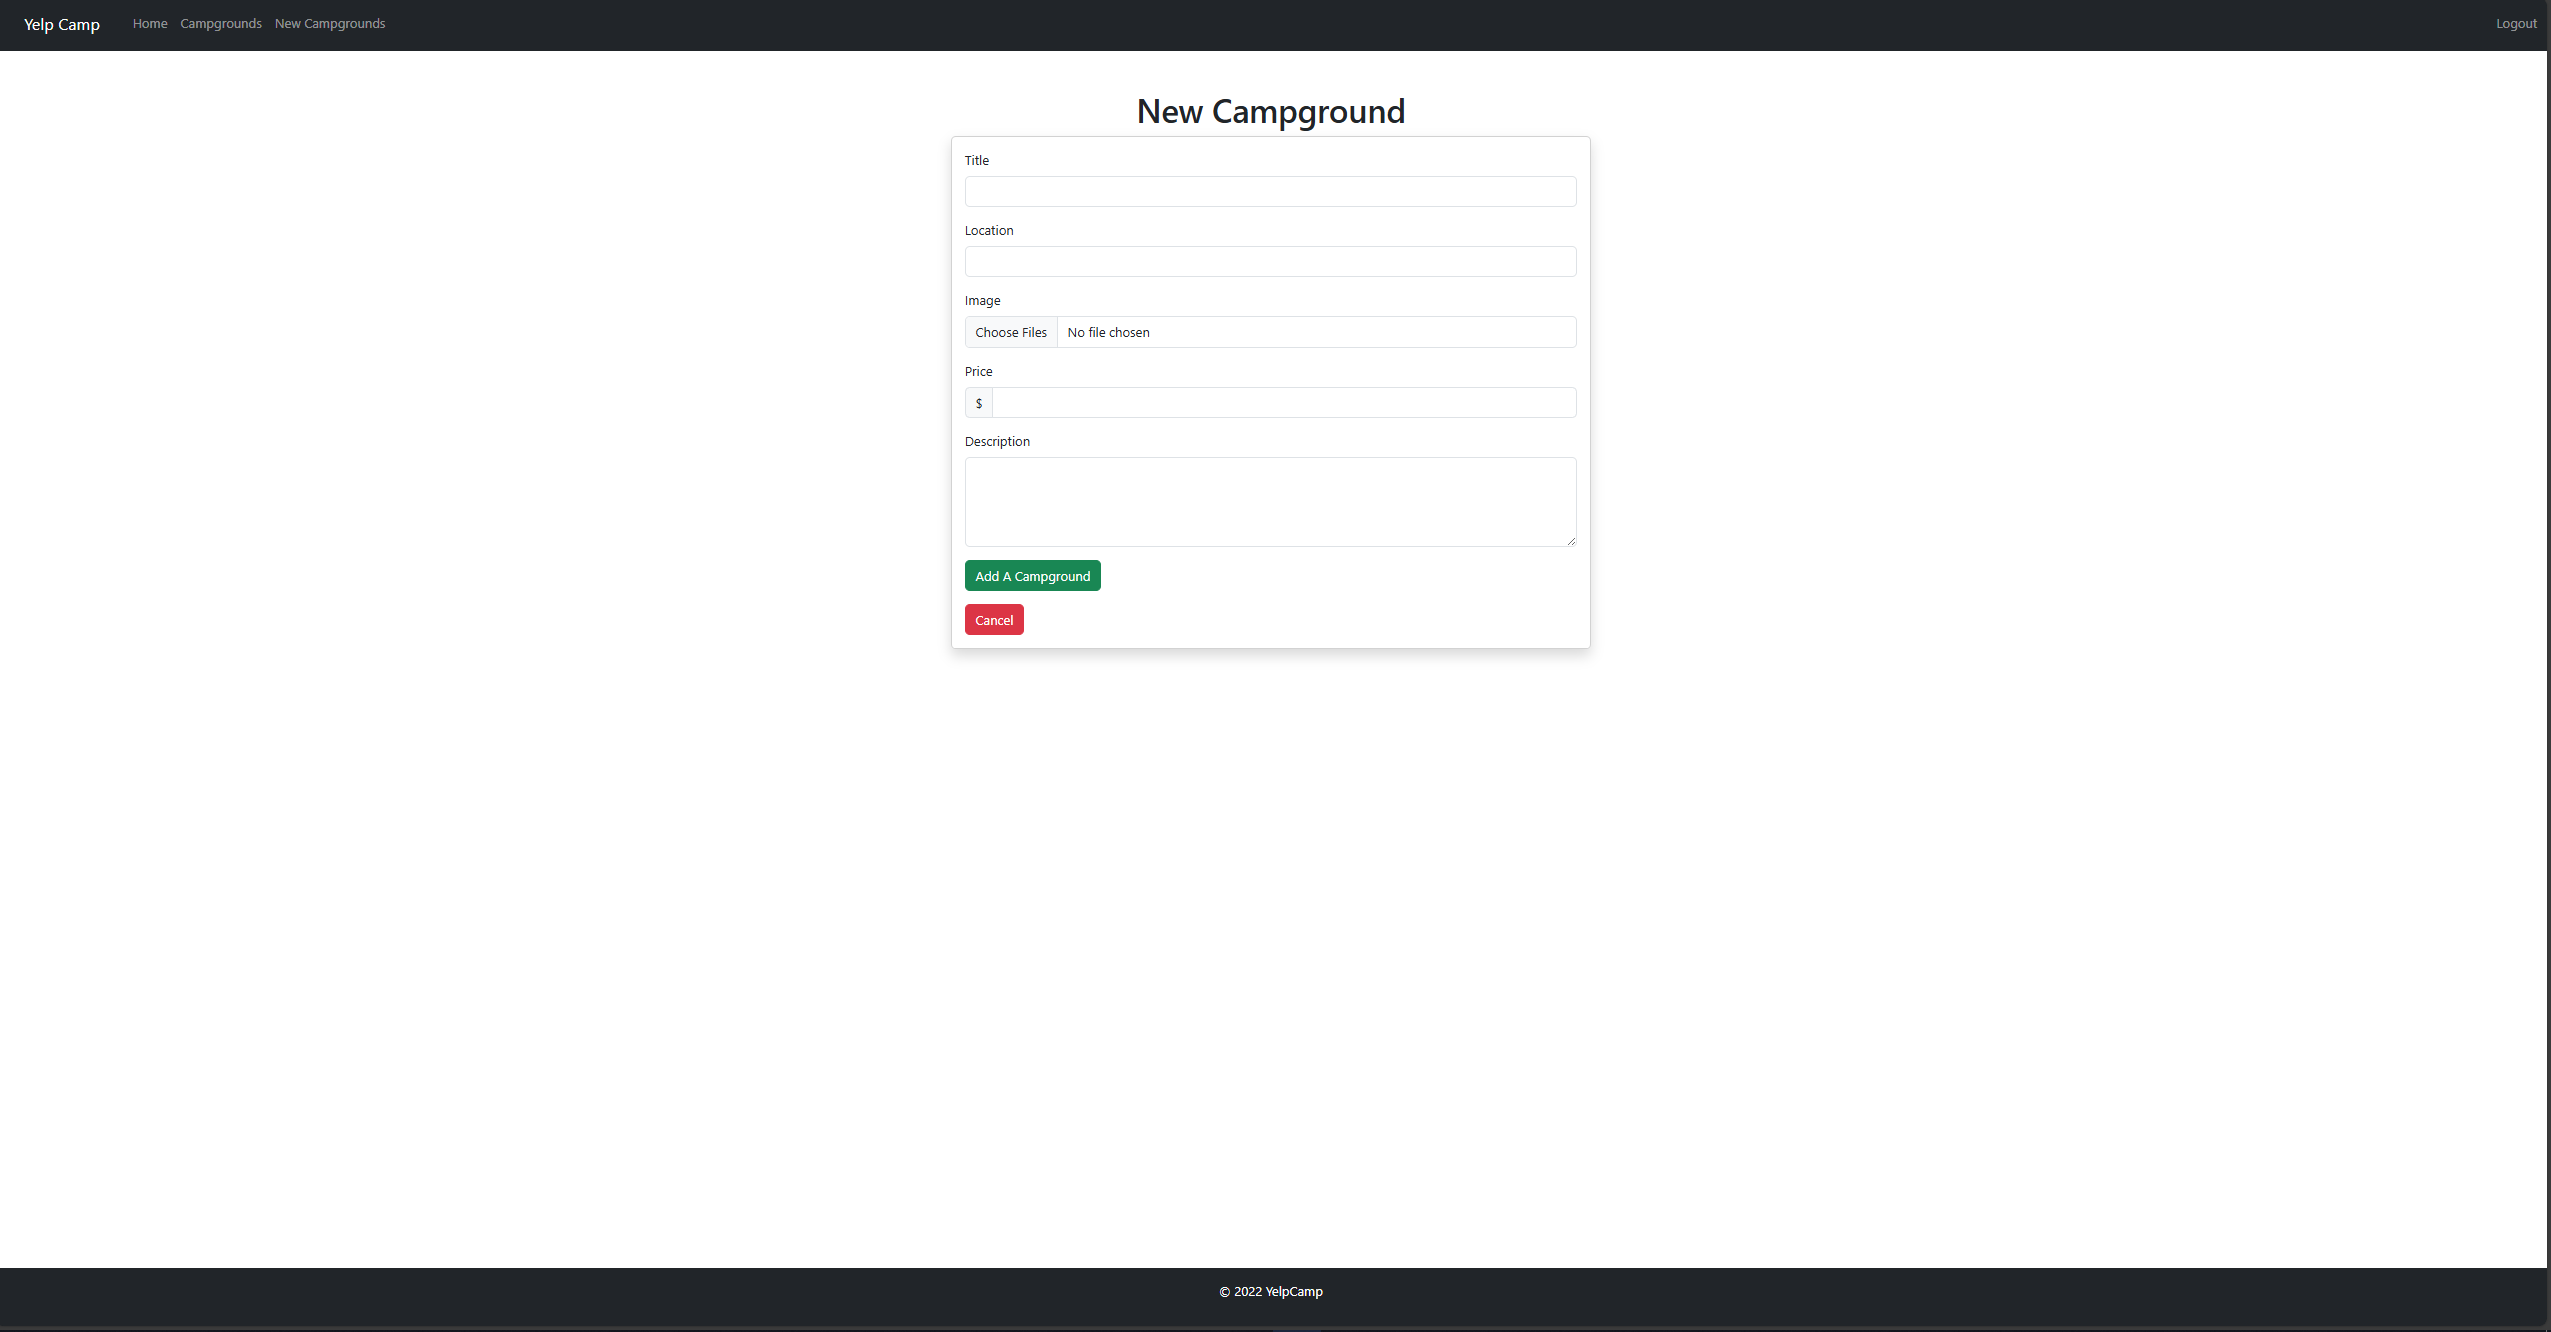 Yelp Camp Home Campgrounds New Campgrounds Logout
New Campground
Title
Location
Image
Choose Files No file chosen
Price
$
Description
Add A Campground
Cancel
© 2022 YelpCamp